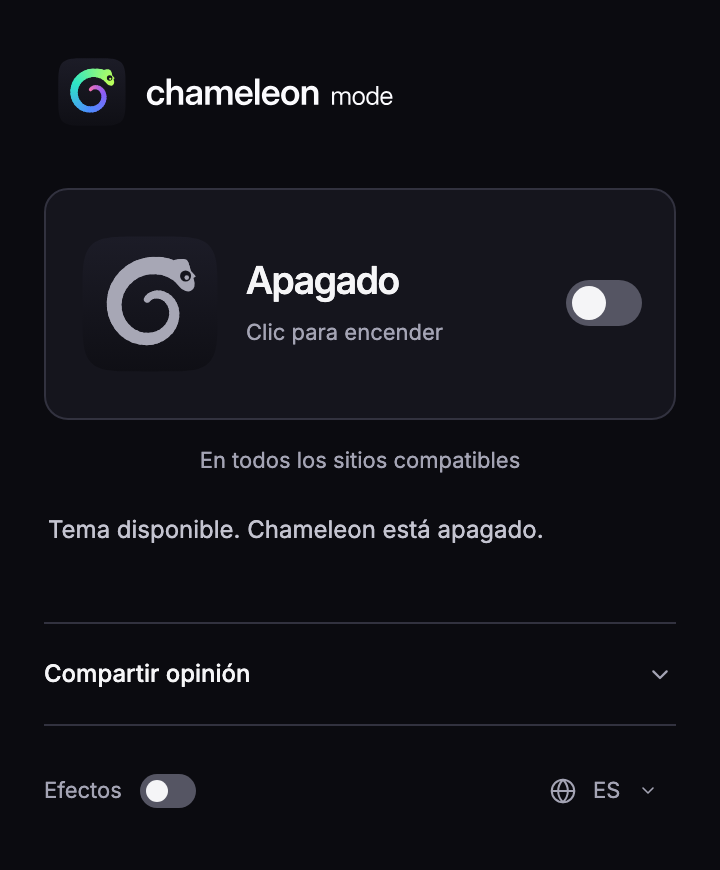 chameleon mode
Apagado
Clic para encender
En todos los sitios compatibles
Tema disponible. Chameleon está apagado.
Compartir opinión
Efectos
ES